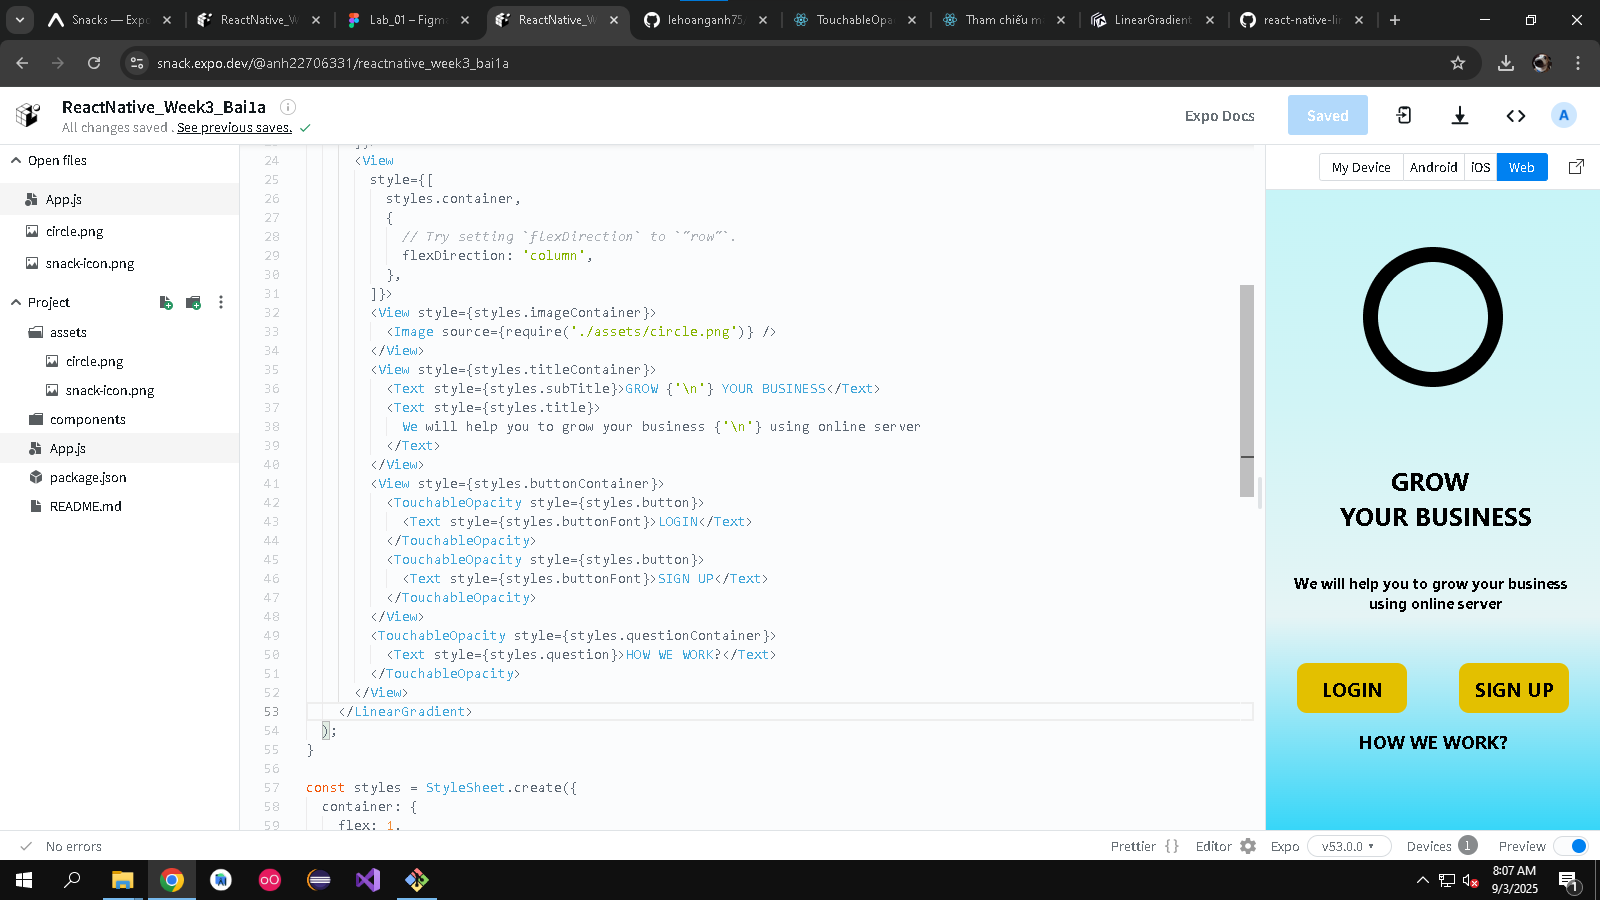 Snacks — Expo
ReactNative_W
Lab_01 – Figm
ReactNative_W
lehoanganh75/
TouchableOpa
Tham chiếu m
LinearGradient
react-native-lin
snack.expo.dev/@anh22706331/reactnative_week3_bai1a
ReactNative_Week3_Bai1a
All changes saved . See previous saves.
Expo Docs
Saved
A
Open files
App.js
circle.png
snack-icon.png
Project
assets
circle.png
snack-icon.png
components
App.js
package.json
README.md
24 <View
25 style={[
26 styles.container,
27 {
28 // Try setting `flexDirection` to `"row"`.
29 flexDirection: 'column',
30 },
31 ]}>
32 <View style={styles.imageContainer}>
33 <Image source={require('./assets/circle.png')} />
34 </View>
35 <View style={styles.titleContainer}>
36 <Text style={styles.subTitle}>GROW {'\n'} YOUR BUSINESS</Text>
37 <Text style={styles.title}>
38 We will help you to grow your business {'\n'} using online server
39 </Text>
40 </View>
41 <View style={styles.buttonContainer}>
42 <TouchableOpacity style={styles.button}>
43 <Text style={styles.buttonFont}>LOGIN</Text>
44 </TouchableOpacity>
45 <TouchableOpacity style={styles.button}>
46 <Text style={styles.buttonFont}>SIGN UP</Text>
47 </TouchableOpacity>
48 </View>
49 <TouchableOpacity style={styles.questionContainer}>
50 <Text style={styles.question}>HOW WE WORK?</Text>
51 </TouchableOpacity>
52 </View>
53 </LinearGradient>
54 );
55 }
56
57 const styles = StyleSheet.create({
58 container: {
59 flex: 1,
My Device Android iOS Web
GROW
YOUR BUSINESS
We will help you to grow your business
using online server
LOGIN
SIGN UP
HOW WE WORK?
No errors
Prettier { }
Editor
Expo
v53.0.0
Devices 1
Preview
8:07 AM
9/3/2025
1